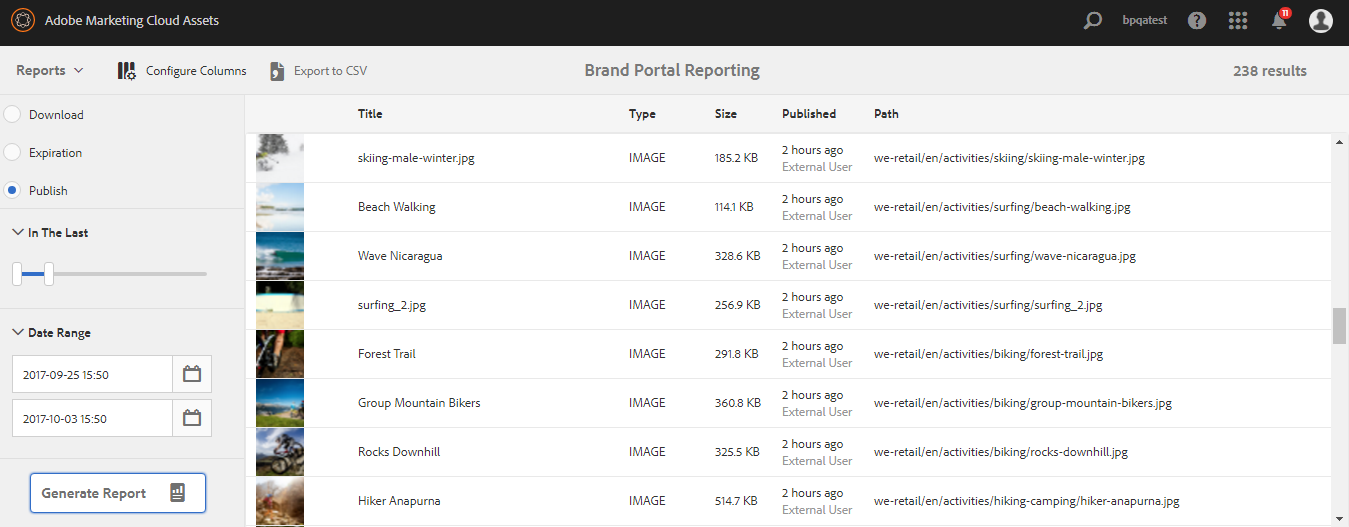 Adobe Marketing Cloud Assets
bpqatest
?
11
Reports
Configure Columns
Export to CSV
Brand Portal Reporting
238 results
Download
Expiration
Publish
In The Last
Date Range
2017-09-25 15:50
2017-10-03 15:50
Generate Report
Title Type Size Published Path
skiing-male-winter.jpg IMAGE 185.2 KB 2 hours ago we-retail/en/activities/skiing/skiing-male-winter.jpg
External User
Beach Walking IMAGE 114.1 KB 2 hours ago we-retail/en/activities/surfing/beach-walking.jpg
External User
Wave Nicaragua IMAGE 328.6 KB 2 hours ago we-retail/en/activities/surfing/wave-nicaragua.jpg
External User
surfing_2.jpg IMAGE 256.9 KB 2 hours ago we-retail/en/activities/surfing/surfing_2.jpg
External User
Forest Trail IMAGE 291.8 KB 2 hours ago we-retail/en/activities/biking/forest-trail.jpg
External User
Group Mountain Bikers IMAGE 360.8 KB 2 hours ago we-retail/en/activities/biking/group-mountain-bikers.jpg
External User
Rocks Downhill IMAGE 325.5 KB 2 hours ago we-retail/en/activities/biking/rocks-downhill.jpg
External User
Hiker Anapurna IMAGE 514.7 KB 2 hours ago we-retail/en/activities/hiking-camping/hiker-anapurna.jpg
External User